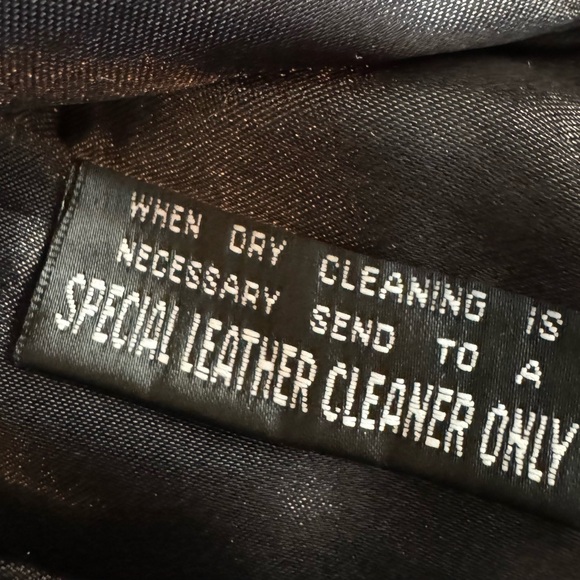 WHEN DRY CLEANING IS
NECESSARY SEND TO A
SPECIAL LEATHER CLEANER ONLY